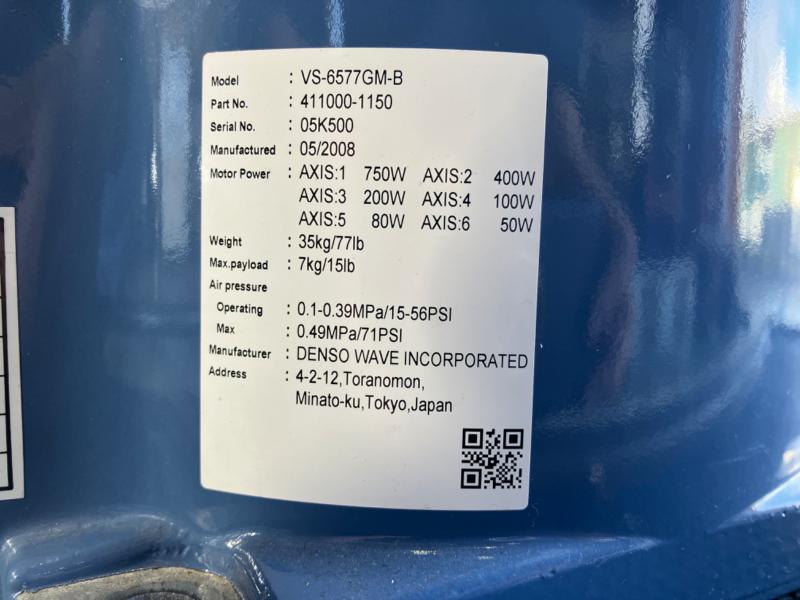 Model : VS-6577GM-B
Part No. : 411000-1150
Serial No. : 05K500
Manufactured : 05/2008
Motor Power : AXIS:1 750W AXIS:2 400W
AXIS:3 200W AXIS:4 100W
AXIS:5 80W AXIS:6 50W
Weight : 35kg/77lb
Max.payload : 7kg/15lb
Air pressure
Operating : 0.1-0.39MPa/15-56PSI
Max : 0.49MPa/71PSI
Manufacturer : DENSO WAVE INCORPORATED
Address : 4-2-12,Toranomon,
Minato-ku,Tokyo,Japan